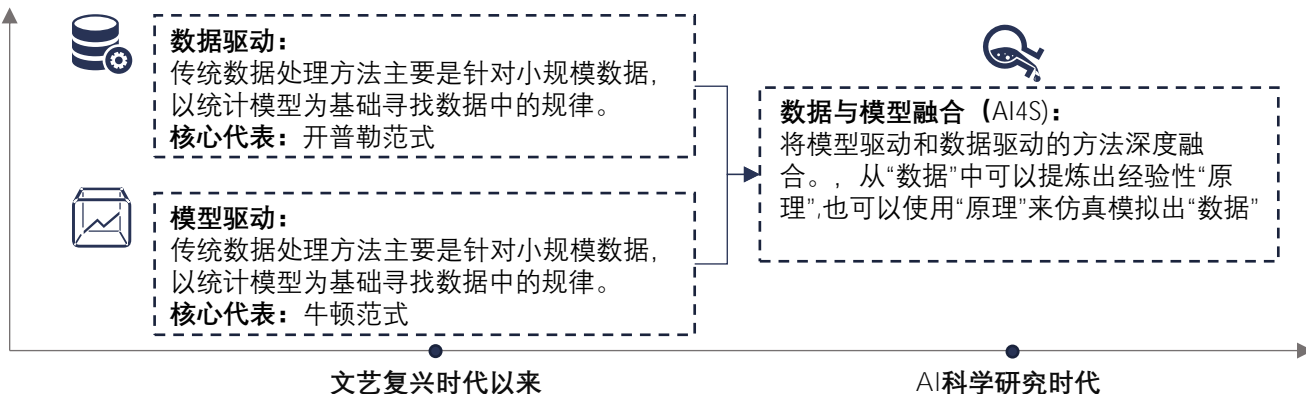 数据驱动：
传统数据处理方法主要是针对小规模数据，
以统计模型为基础寻找数据中的规律。
核心代表：开普勒范式
模型驱动：
传统数据处理方法主要是针对小规模数据，
以统计模型为基础寻找数据中的规律。
核心代表：牛顿范式
数据与模型融合（AI4S)：
将模型驱动和数据驱动的方法深度融
合。，从“数据”中可以提炼出经验性“原
理”,也可以使用“原理”来仿真模拟出“数据”
文艺复兴时代以来
AI科学研究时代